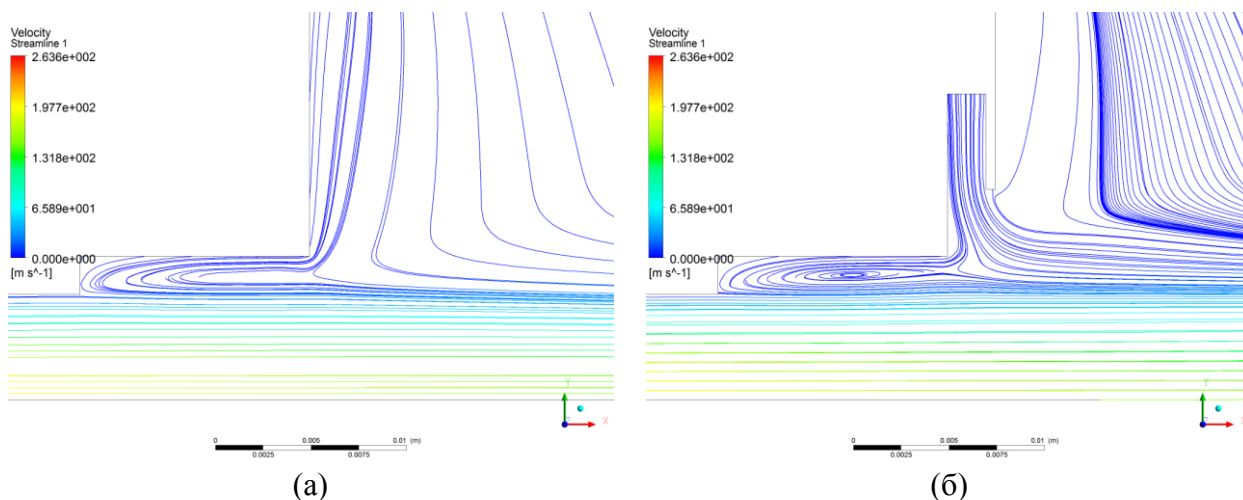 Velocity
Streamline 1
2.636e+002
1.977e+002
1.318e+002
6.589e+001
0.000e+000
[m s^-1]
Y
X
0 0.005 0.01 (m)
0.0025 0.0075
(а)
Velocity
Streamline 1
2.636e+002
1.977e+002
1.318e+002
6.589e+001
0.000e+000
[m s^-1]
Y
X
0 0.005 0.01 (m)
0.0025 0.0075
(б)